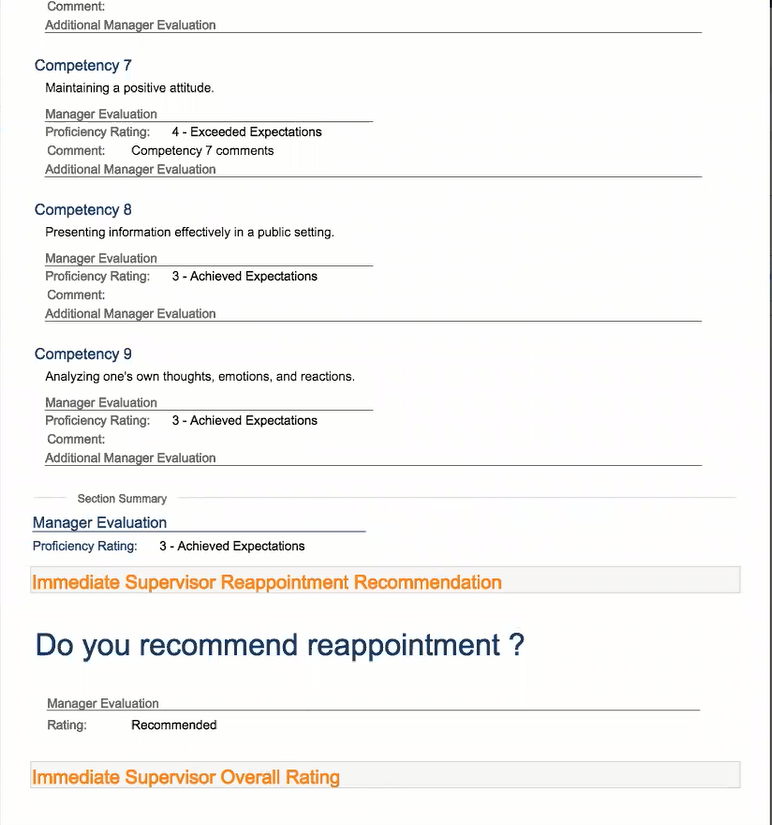 Comment:
Additional Manager Evaluation
Competency 7
Maintaining a positive attitude.
Manager Evaluation
Proficiency Rating: 4 - Exceeded Expectations
Comment: Competency 7 comments
Additional Manager Evaluation
Competency 8
Presenting information effectively in a public setting.
Manager Evaluation
Proficiency Rating: 3 - Achieved Expectations
Comment:
Additional Manager Evaluation
Competency 9
Analyzing one's own thoughts, emotions, and reactions.
Manager Evaluation
Proficiency Rating: 3 - Achieved Expectations
Comment:
Additional Manager Evaluation
Section Summary
Manager Evaluation
Proficiency Rating: 3 - Achieved Expectations
Immediate Supervisor Reappointment Recommendation
Do you recommend reappointment ?
Manager Evaluation
Rating: Recommended
Immediate Supervisor Overall Rating